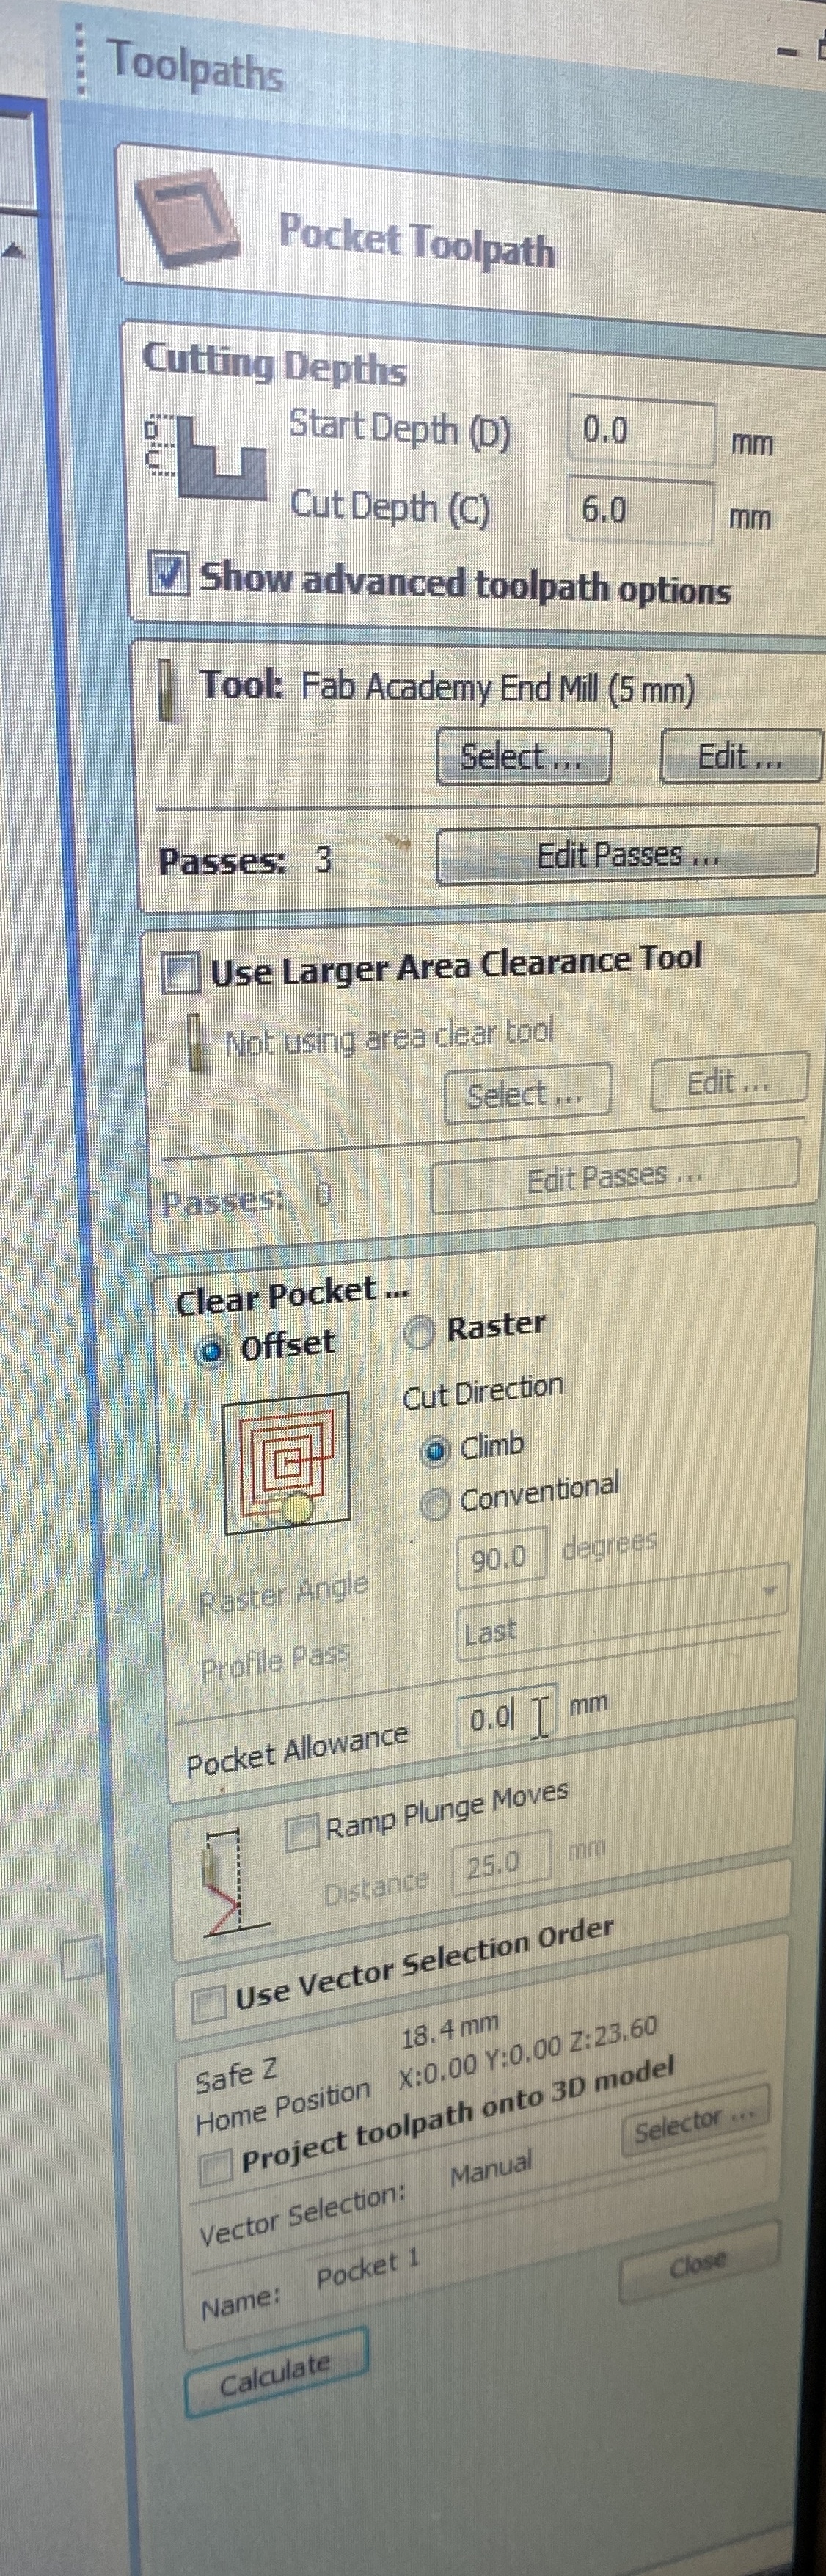 Toolpaths
Pocket Toolpath
Cutting Depths
D
Start Depth (D) 0.0 mm
C
Cut Depth (C) 6.0 mm
Show advanced toolpath options
Tool: Fab Academy End Mill (5 mm)
Select ... Edit ...
Passes: 3 Edit Passes ...
Use Larger Area Clearance Tool
Not using area clear tool
Select ... Edit ...
Passes: 0 Edit Passes ...
Clear Pocket ...
Offset Raster
Cut Direction
Climb
Conventional
Raster Angle 90.0 degrees
Profile Pass Last
Pocket Allowance 0.0 mm
Ramp Plunge Moves
Distance 25.0 mm
Use Vector Selection Order
Safe Z 18.4 mm
Home Position X:0.00 Y:0.00 Z:23.60
Project toolpath onto 3D model
Vector Selection: Manual Selector ...
Name: Pocket 1
Calculate Close